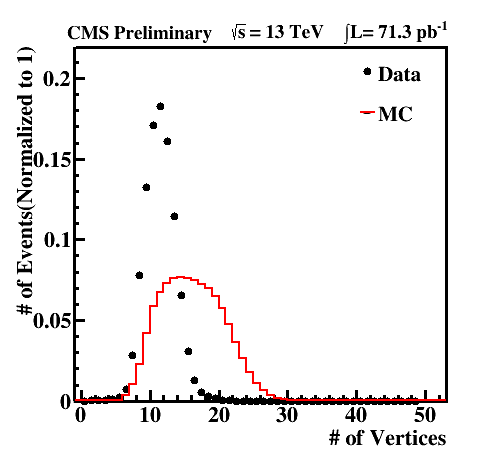 CMS Preliminary √s = 13 TeV ∫L= 71.3 pb⁻¹
Data
MC
# of Events(Normalized to 1)
0.2
0.15
0.1
0.05
0
0 10 20 30 40 50
# of Vertices